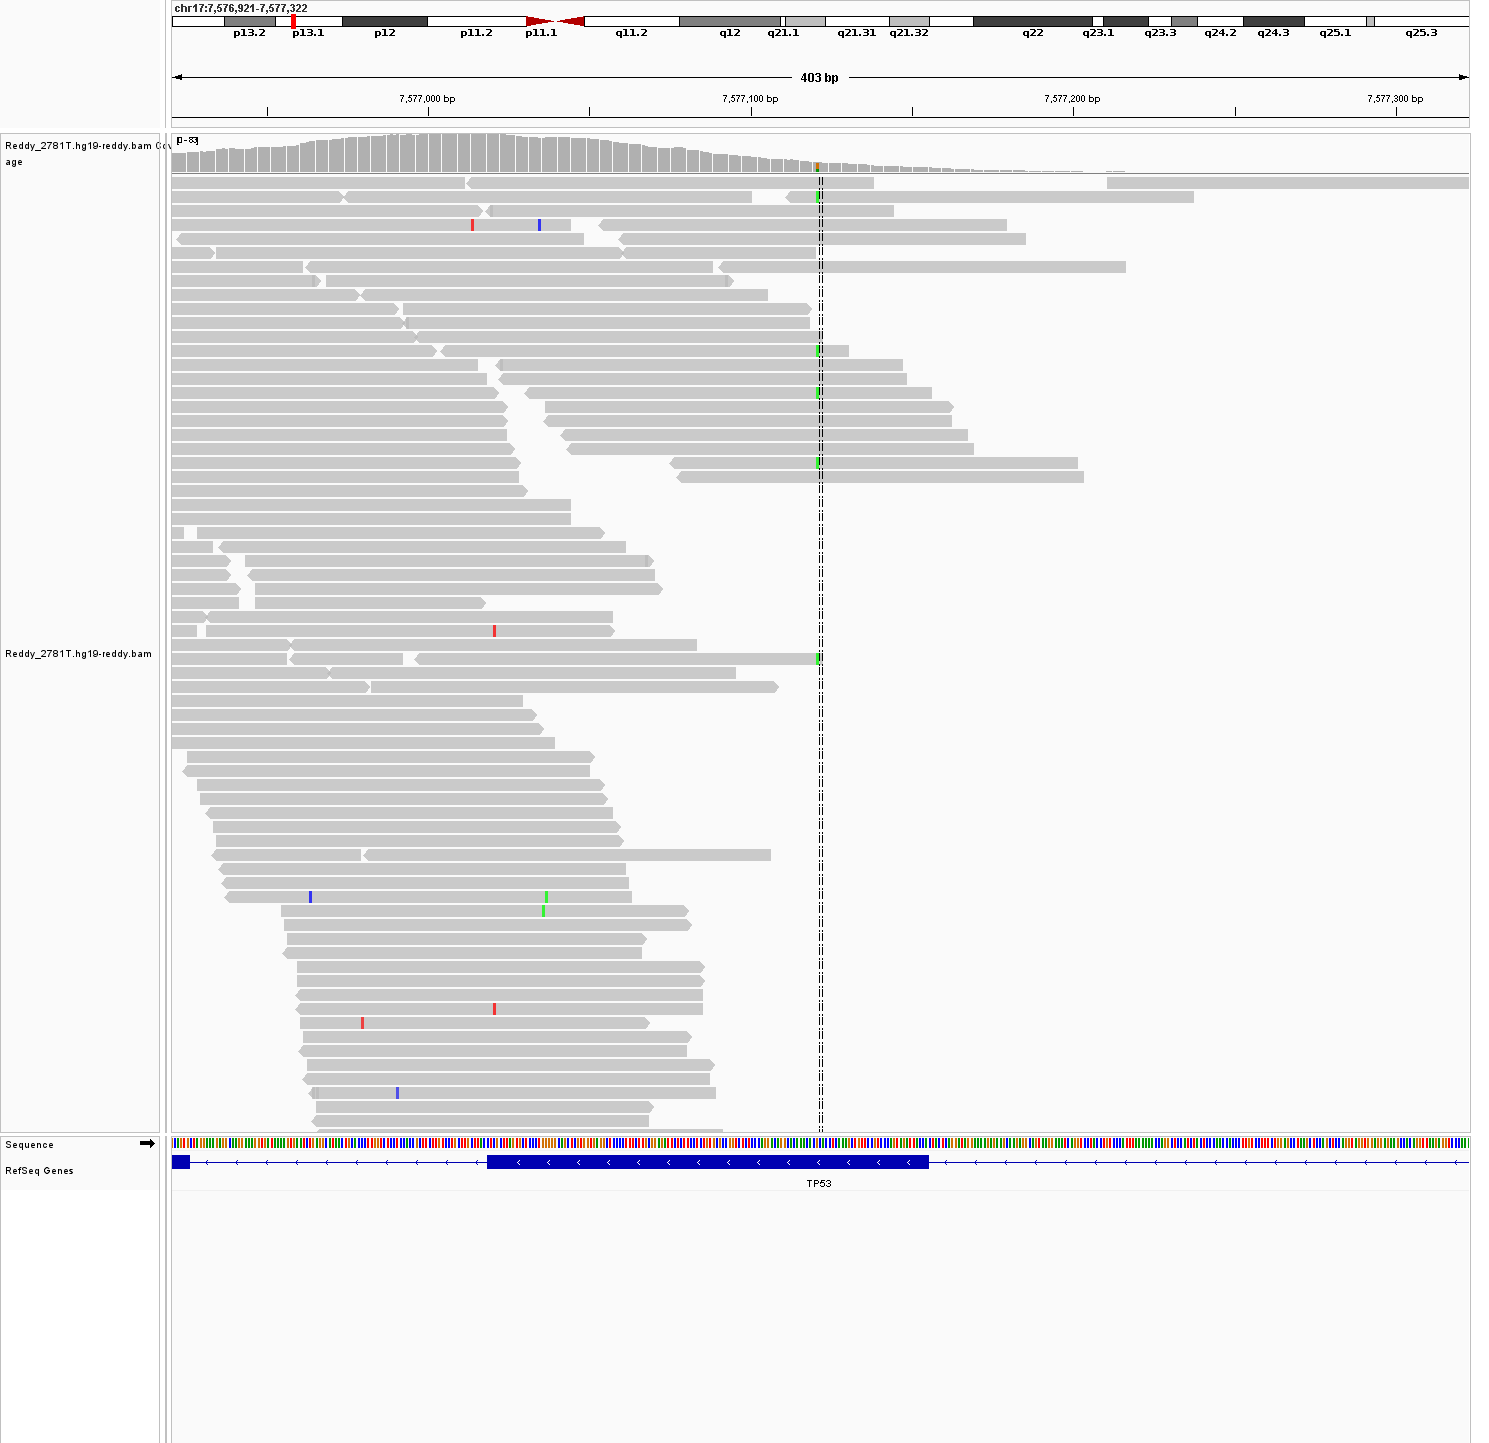 chr17:7,576,921-7,577,322
p13.2 p13.1 p12 p11.2 p11.1 q11.2 q12 q21.1 q21.31 q21.32 q22 q23.1 q23.3 q24.2 q24.3 q25.1 q25.3
403 bp
7,577,000 bp 7,577,100 bp 7,577,200 bp 7,577,300 bp
[0 - 83]
Reddy_2781T.hg19-reddy.bam Cov
age
Reddy_2781T.hg19-reddy.bam
Sequence
RefSeq Genes
TP53